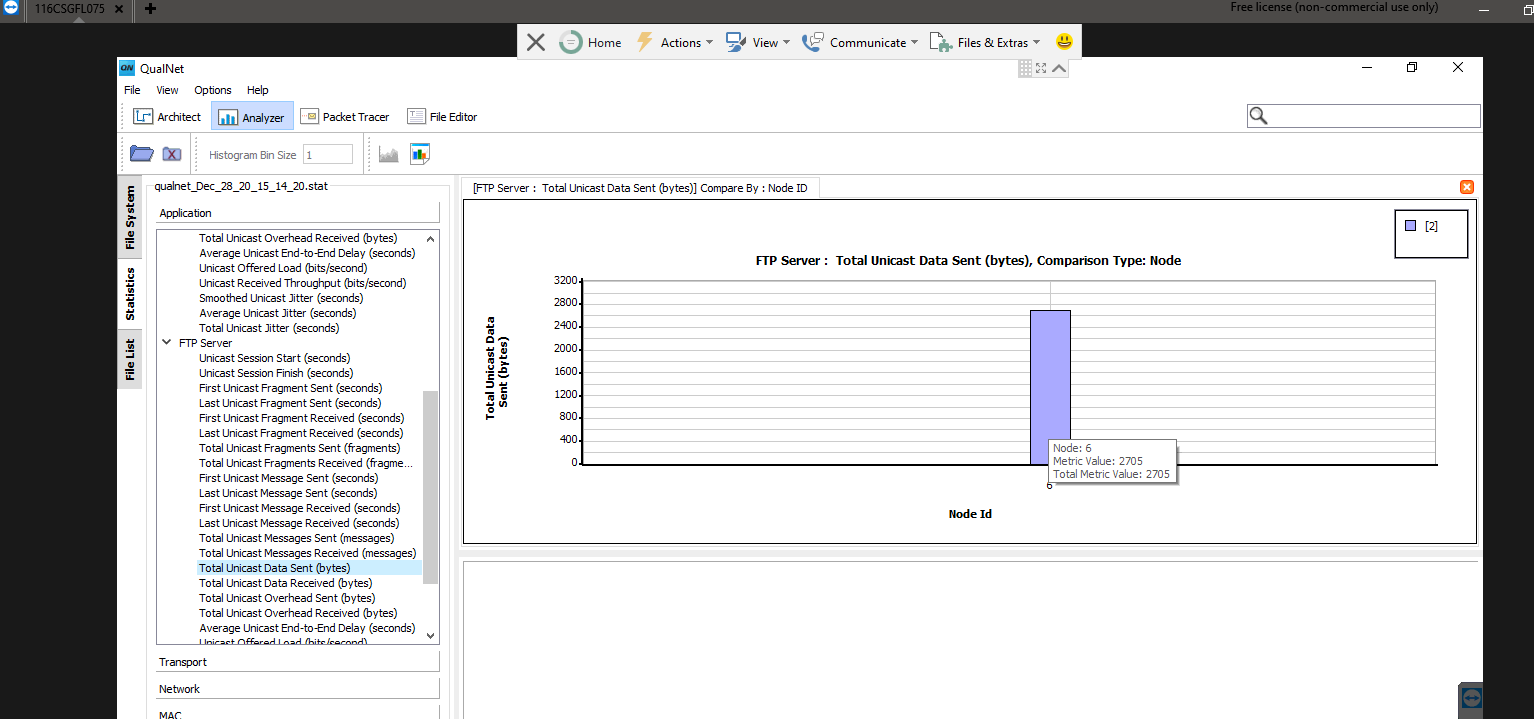 116CSGFL075
Free license (non-commercial use only)
Home
Actions
View
Communicate
Files & Extras
QN
QualNet
File
View
Options
Help
Architect
Analyzer
Packet Tracer
File Editor
Histogram Bin Size
1
File System
Statistics
File List
qualnet_Dec_28_20_15_14_20.stat
Application
Total Unicast Overhead Received (bytes)
Average Unicast End-to-End Delay (seconds)
Unicast Offered Load (bits/second)
Unicast Received Throughput (bits/second)
Smoothed Unicast Jitter (seconds)
Average Unicast Jitter (seconds)
Total Unicast Jitter (seconds)
FTP Server
Unicast Session Start (seconds)
Unicast Session Finish (seconds)
First Unicast Fragment Sent (seconds)
Last Unicast Fragment Sent (seconds)
First Unicast Fragment Received (seconds)
Last Unicast Fragment Received (seconds)
Total Unicast Fragments Sent (fragments)
Total Unicast Fragments Received (fragme...
First Unicast Message Sent (seconds)
Last Unicast Message Sent (seconds)
First Unicast Message Received (seconds)
Last Unicast Message Received (seconds)
Total Unicast Messages Sent (messages)
Total Unicast Messages Received (messages)
Total Unicast Data Sent (bytes)
Total Unicast Data Received (bytes)
Total Unicast Overhead Sent (bytes)
Total Unicast Overhead Received (bytes)
Average Unicast End-to-End Delay (seconds)
Unicast Offered Load (bits/second)
Transport
Network
MAC
[FTP Server : Total Unicast Data Sent (bytes)] Compare By : Node ID
[2]
FTP Server : Total Unicast Data Sent (bytes), Comparison Type: Node
Total Unicast Data
Sent (bytes)
3200
2800
2400
2000
1600
1200
800
400
0
Node: 6
Metric Value: 2705
Total Metric Value: 2705
6
Node Id